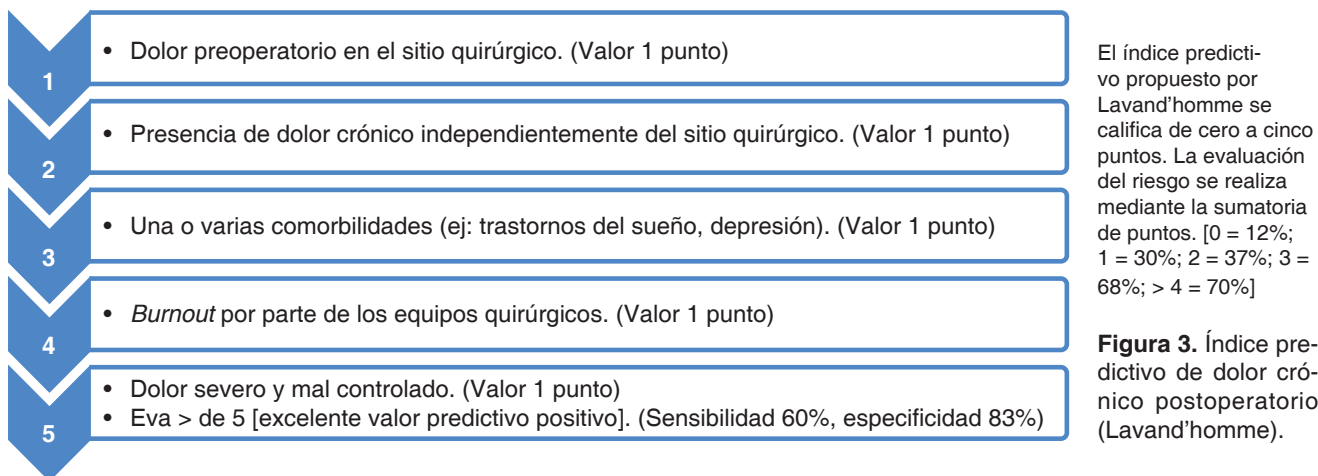 1
• Dolor preoperatorio en el sitio quirúrgico. (Valor 1 punto)
2
• Presencia de dolor crónico independientemente del sitio quirúrgico. (Valor 1 punto)
3
• Una o varias comorbilidades (ej: trastornos del sueño, depresión). (Valor 1 punto)
4
• Burnout por parte de los equipos quirúrgicos. (Valor 1 punto)
5
• Dolor severo y mal controlado. (Valor 1 punto)
• Eva > de 5 [excelente valor predictivo positivo]. (Sensibilidad 60%, especificidad 83%)
El índice predicti-
vo propuesto por
Lavand’homme se
califica de cero a cinco
puntos. La evaluación
del riesgo se realiza
mediante la sumatoria
de puntos. [0 = 12%;
1 = 30%; 2 = 37%; 3 =
68%; > 4 = 70%]
Figura 3. Índice pre-
dictivo de dolor cró-
nico postoperatorio
(Lavand’homme).